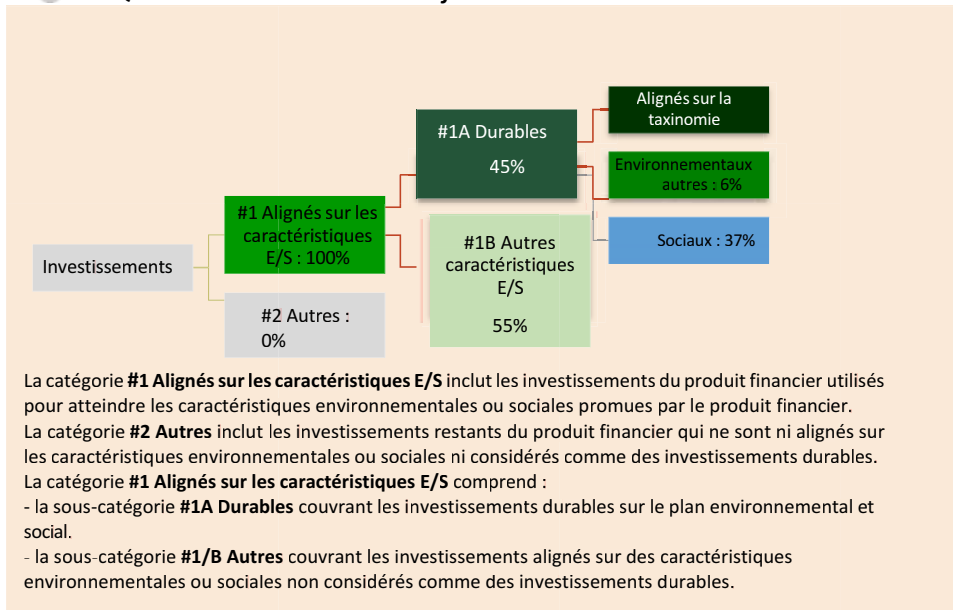 Alignés sur la
taxinomie
#1A Durables
45%
Environnementaux
autres : 6%
#1 Alignés sur les
caractéristiques
E/S : 100%
Sociaux : 37%
#1B Autres
caractéristiques
E/S
55%
Investissements
#2 Autres :
0%
La catégorie #1 Alignés sur les caractéristiques E/S inclut les investissements du produit financier utilisés
pour atteindre les caractéristiques environnementales ou sociales promues par le produit financier.
La catégorie #2 Autres inclut les investissements restants du produit financier qui ne sont ni alignés sur
les caractéristiques environnementales ou sociales ni considérés comme des investissements durables.
La catégorie #1 Alignés sur les caractéristiques E/S comprend :
- la sous-catégorie #1A Durables couvrant les investissements durables sur le plan environnemental et
social.
- la sous-catégorie #1/B Autres couvrant les investissements alignés sur des caractéristiques
environnementales ou sociales non considérés comme des investissements durables.